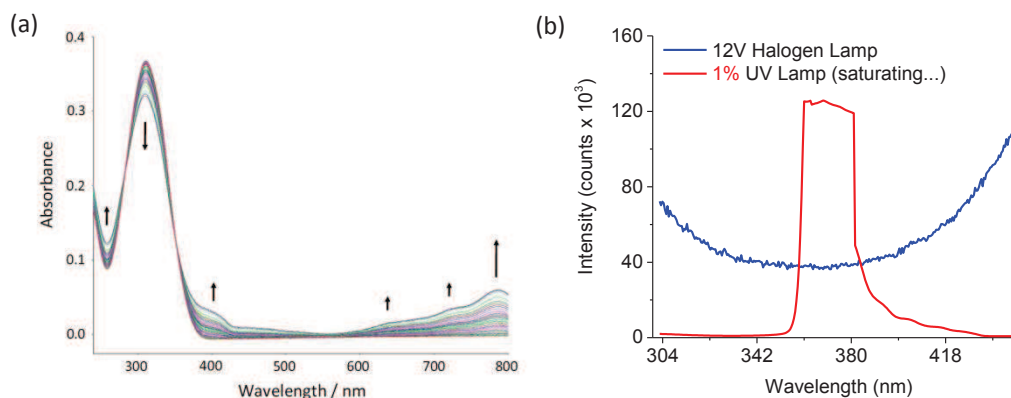 (a)
0.4
0.3
0.2
0.1
0.0
Absorbance
300 400 500 600 700 800
Wavelength / nm
(b)
160
120
80
40
0
Intensity (counts x 10³)
12V Halogen Lamp
1% UV Lamp (saturating...)
304 342 380 418
Wavelength (nm)